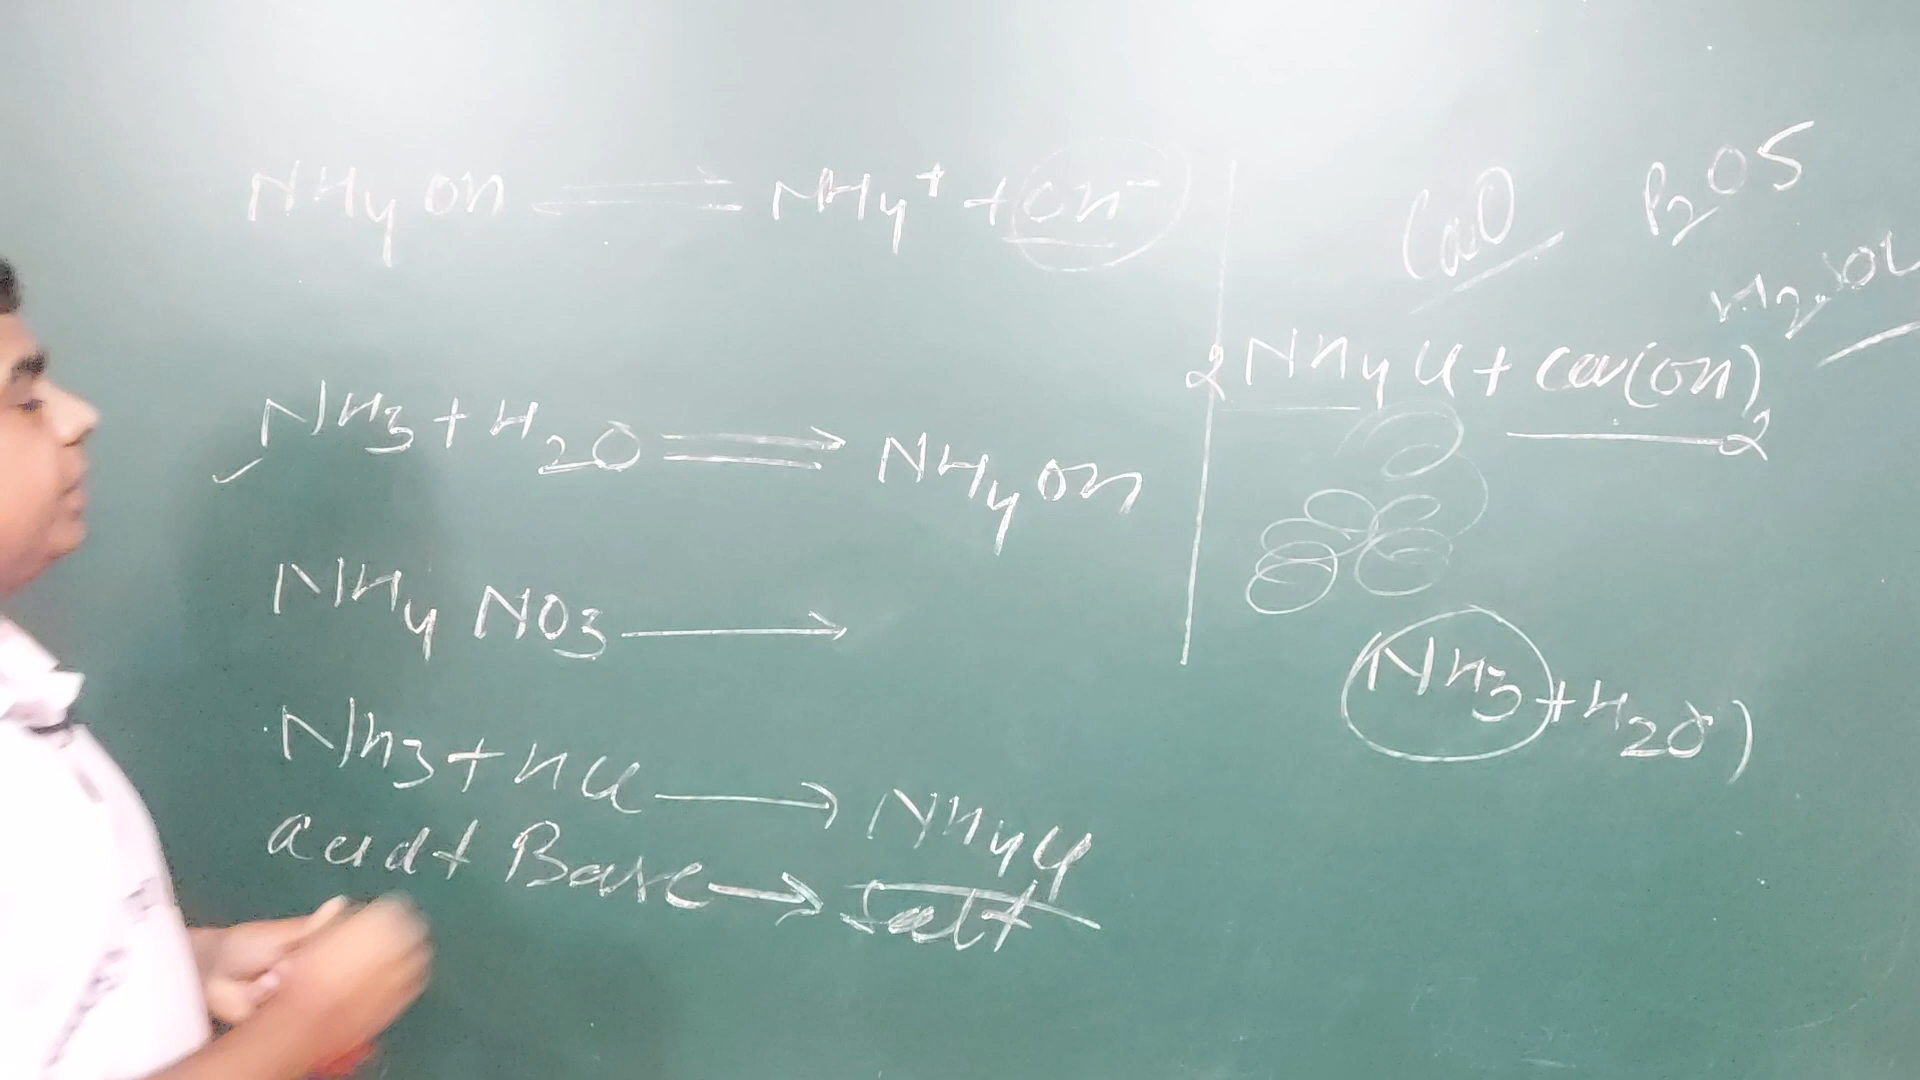 NH4OH ⇌ NH4⁺ + OH⁻
NH3 + H2O ⇌ NH4OH
NH4NO3 →
NH3 + HCl → NH4Cl
acid + Base → Salt
CaO P2O5
H2SO4
2NH4Cl + Ca(OH)2
NH3 + H2O)